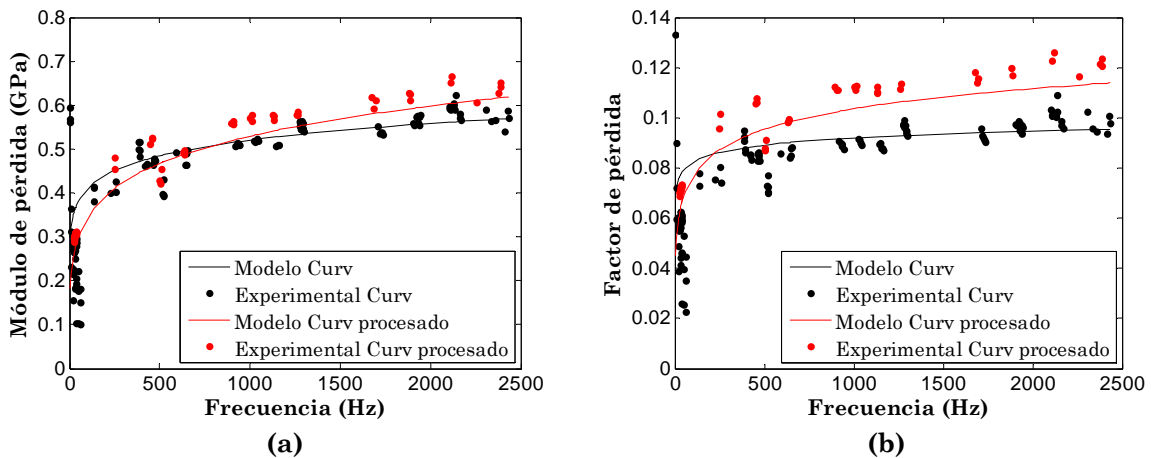 0.8
0.7
0.6
0.5
0.4
0.3
0.2
0.1
0
0
500
1000
1500
2000
2500
Módulo de pérdida (GPa)
Frecuencia (Hz)
Modelo Curv
Experimental Curv
Modelo Curv procesado
Experimental Curv procesado
(a)
0.14
0.12
0.10
0.08
0.06
0.04
0.02
0
0
500
1000
1500
2000
2500
Factor de pérdida
Frecuencia (Hz)
Modelo Curv
Experimental Curv
Modelo Curv procesado
Experimental Curv procesado
(b)